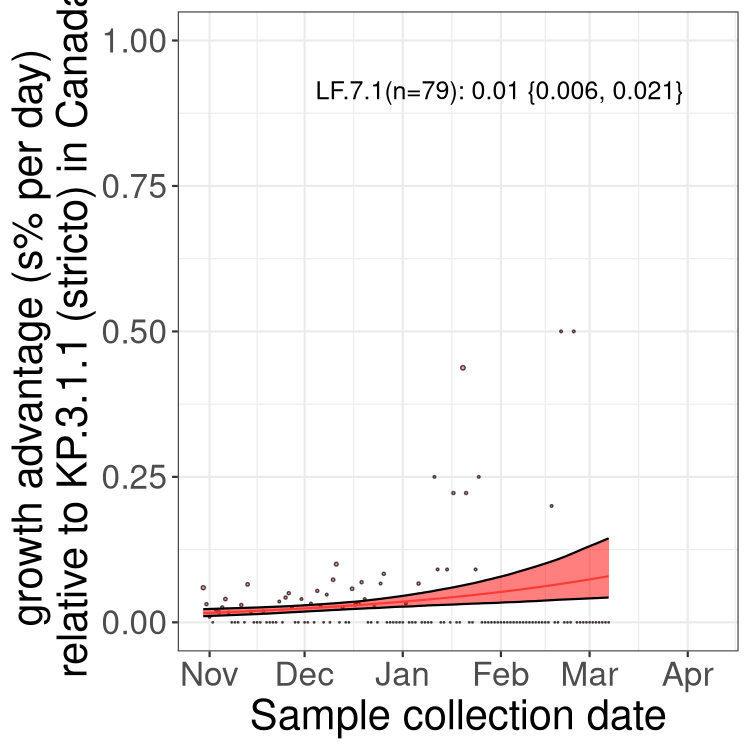 growth advantage (s% per day)
relative to KP.3.1.1 (stricto) in Canada
1.00
0.75
0.50
0.25
0.00
LF.7.1(n=79): 0.01 {0.006, 0.021}
Nov Dec Jan Feb Mar Apr
Sample collection date